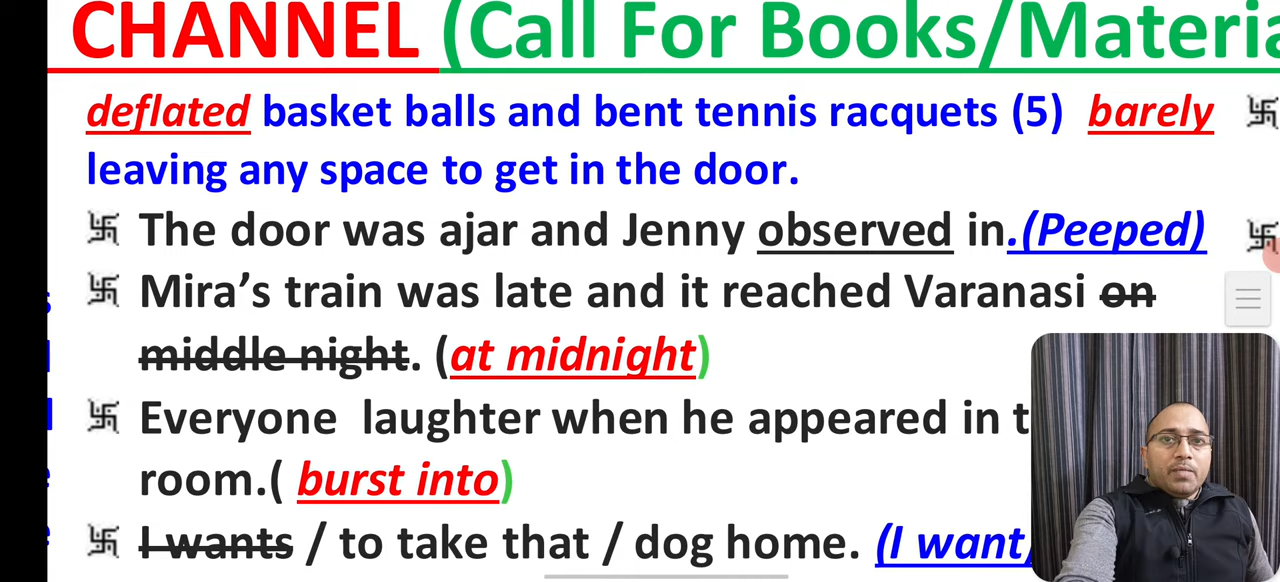 CHANNEL (Call For Books/Materia
deflated basket balls and bent tennis racquets (5) barely
leaving any space to get in the door.
卐 The door was ajar and Jenny observed in.(Peeped)
卐 Mira’s train was late and it reached Varanasi on
middle night. (at midnight)
卐 Everyone laughter when he appeared in t
room.( burst into)
卐 I wants / to take that / dog home. (I want)